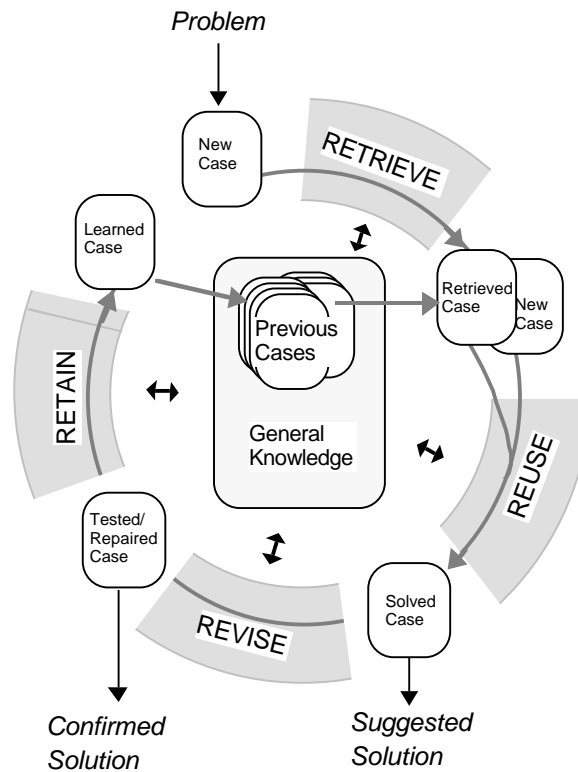 Problem
New
Case
RETRIEVE
Learned
Case
Retrieved
Case
New
Case
Previous
Cases
General
Knowledge
RETAIN
REUSE
Tested/
Repaired
Case
REVISE
Solved
Case
Confirmed
Solution
Suggested
Solution